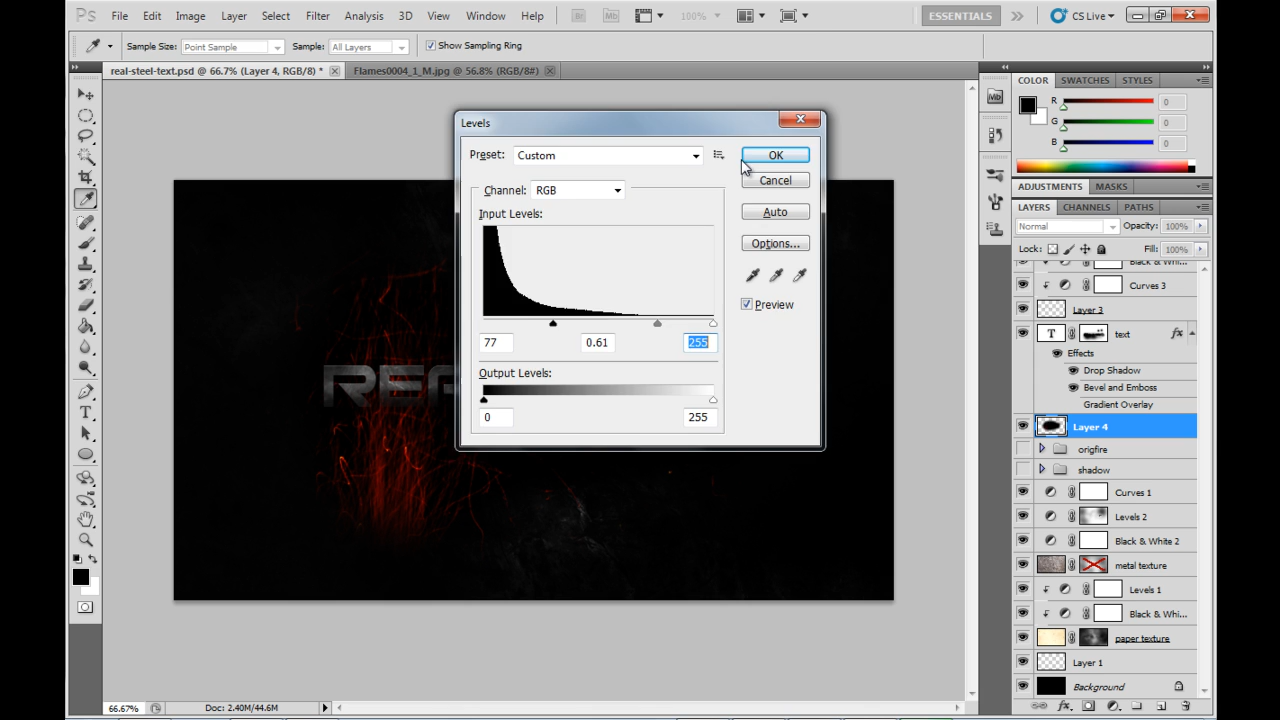 Ps File Edit Image Layer Select Filter Analysis 3D View Window Help Br Mb 100% ESSENTIALS CS Live
Sample Size: Point Sample Sample: All Layers Show Sampling Ring
real-steel-text.psd @ 66.7% (Layer 4, RGB/8) * Flames0004_1_M.jpg @ 56.8% (RGB/8#)
Levels
Preset: Custom
OK
Cancel
Channel: RGB
Auto
Input Levels:
Options...
Preview
77 0.61 255
Output Levels:
0 255
REA
Mb
COLOR SWATCHES STYLES
R 0
G 0
B 0
ADJUSTMENTS MASKS
LAYERS CHANNELS PATHS
Normal Opacity: 100%
Lock: Fill: 100%
Black & Whi...
Curves 3
Layer 3
T text fx
Effects
Drop Shadow
Bevel and Emboss
Gradient Overlay
Layer 4
origfire
shadow
Curves 1
Levels 2
Black & White 2
metal texture
Levels 1
Black & Whi...
paper texture
Layer 1
Background
fx
T
66.67% Doc: 2.40M/44.6M